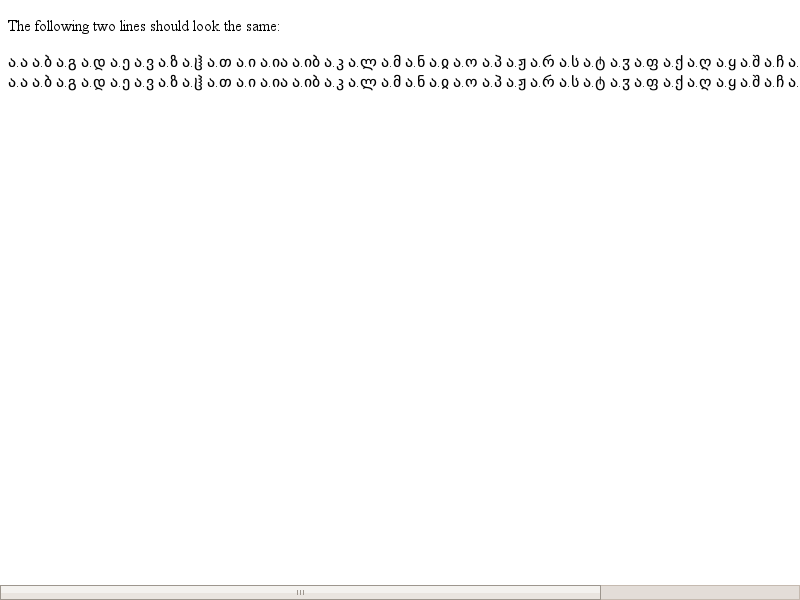 The following two lines should look the same:
ა.ა ა.ბ ა.გ ა.დ ა.ე ა.ვ ა.ზ ა.ჱ ა.თ ა.ი ა.ია ა.იბ ა.კ ა.ლ ა.მ ა.ნ ა.ჲ ა.ო ა.პ ა.ჟ ა.რ ა.ს ა.ტ ა.ჳ ა.ფ ა.ქ ა.ღ ა.ყ ა.შ ა.ჩ ა.
ა.ა ა.ბ ა.გ ა.დ ა.ე ა.ვ ა.ზ ა.ჱ ა.თ ა.ი ა.ია ა.იბ ა.კ ა.ლ ა.მ ა.ნ ა.ჲ ა.ო ა.პ ა.ჟ ა.რ ა.ს ა.ტ ა.ჳ ა.ფ ა.ქ ა.ღ ა.ყ ა.შ ა.ჩ ა.